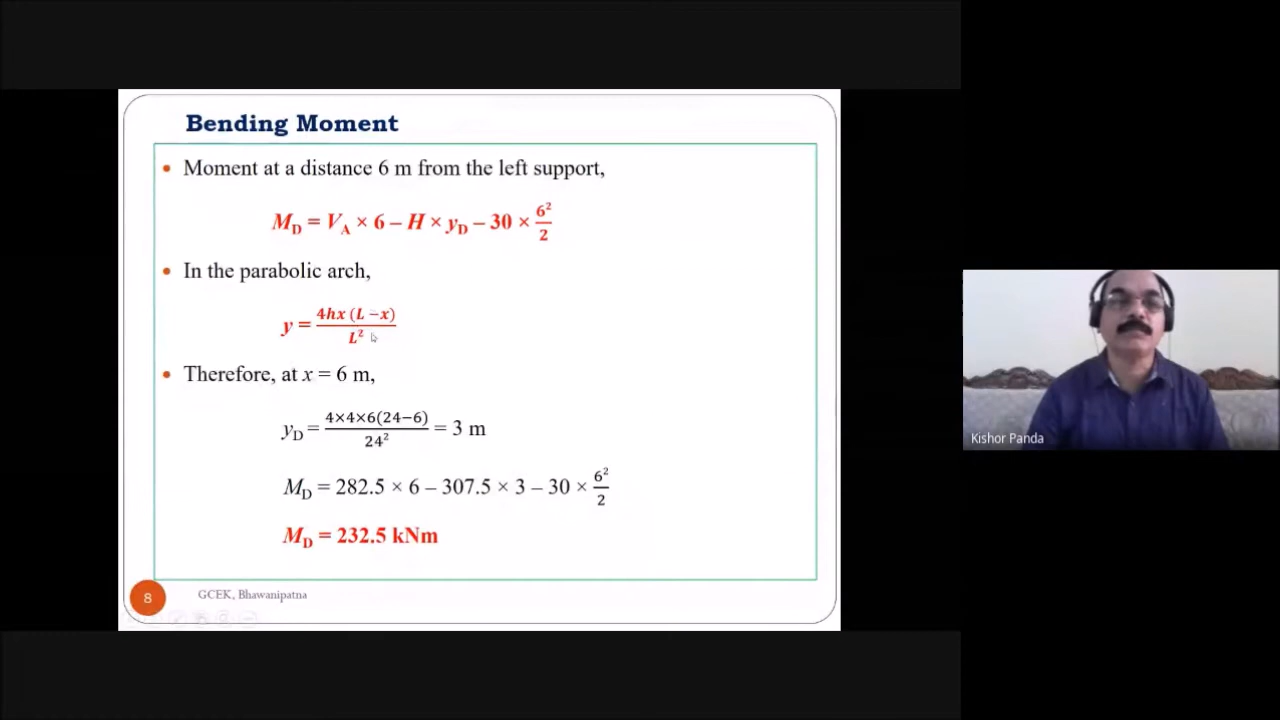 Bending Moment
• Moment at a distance 6 m from the left support,
M_D = V_A × 6 – H × y_D – 30 × 6²/2
• In the parabolic arch,
y = 4hx (L – x)/L²
• Therefore, at x = 6 m,
y_D = 4×4×6(24−6)/24² = 3 m
M_D = 282.5 × 6 – 307.5 × 3 – 30 × 6²/2
M_D = 232.5 kNm
8
GCEK, Bhawanipatna
Kishor Panda